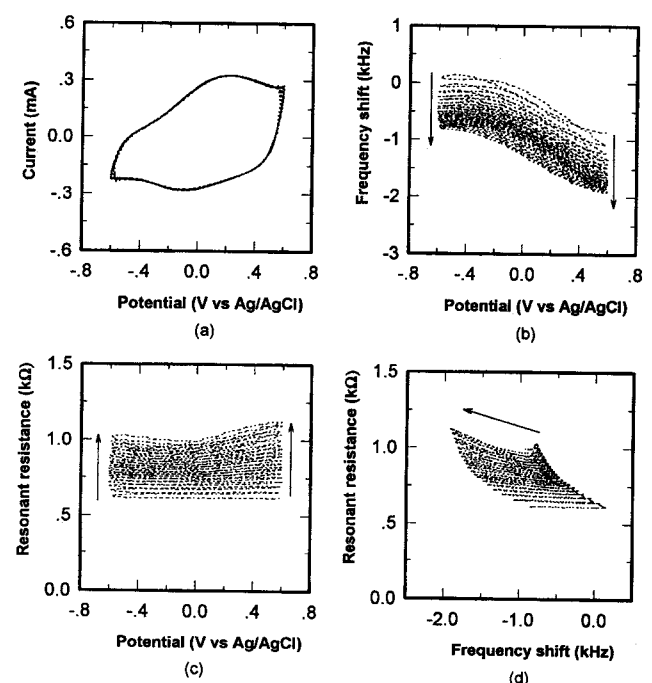 .6
.3
0.0
-.3
-.6
-.8 -.4 0.0 .4 .8
Current (mA)
Potential (V vs Ag/AgCl)
(a)
1
0
-1
-2
-3
-.8 -.4 0.0 .4 .8
Frequency shift (kHz)
Potential (V vs Ag/AgCl)
(b)
1.5
1.0
.5
0.0
-.8 -.4 0.0 .4 .8
Resonant resistance (kΩ)
Potential (V vs Ag/AgCl)
(c)
1.5
1.0
.5
0.0
-2.0 -1.0 0.0
Resonant resistance (kΩ)
Frequency shift (kHz)
(d)